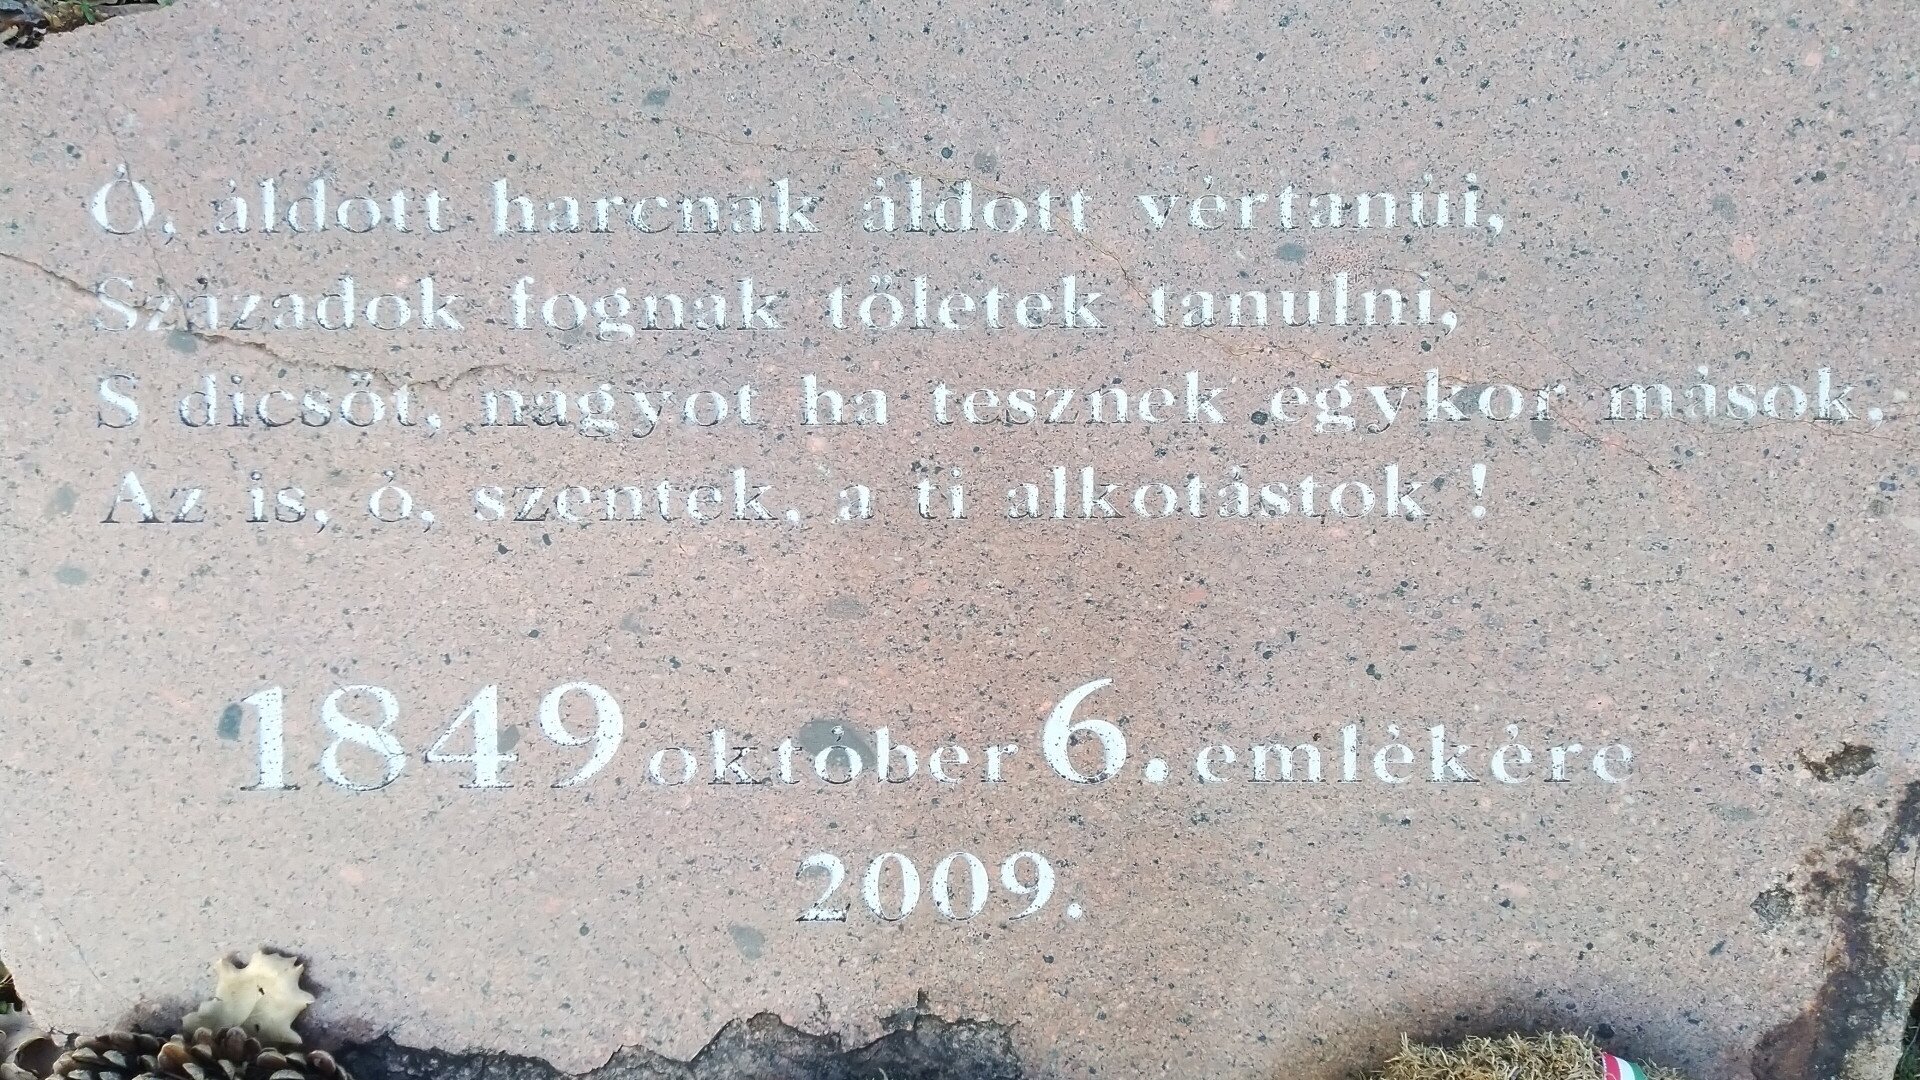 Ó, áldott harcnak áldott vértanúi,
Századok fognak tőletek tanulni,
S dicsőt, nagyot ha tesznek egykor mások,
Az is, ó, szentek, a ti alkotástok !
1849 október 6. emlékére
2009.